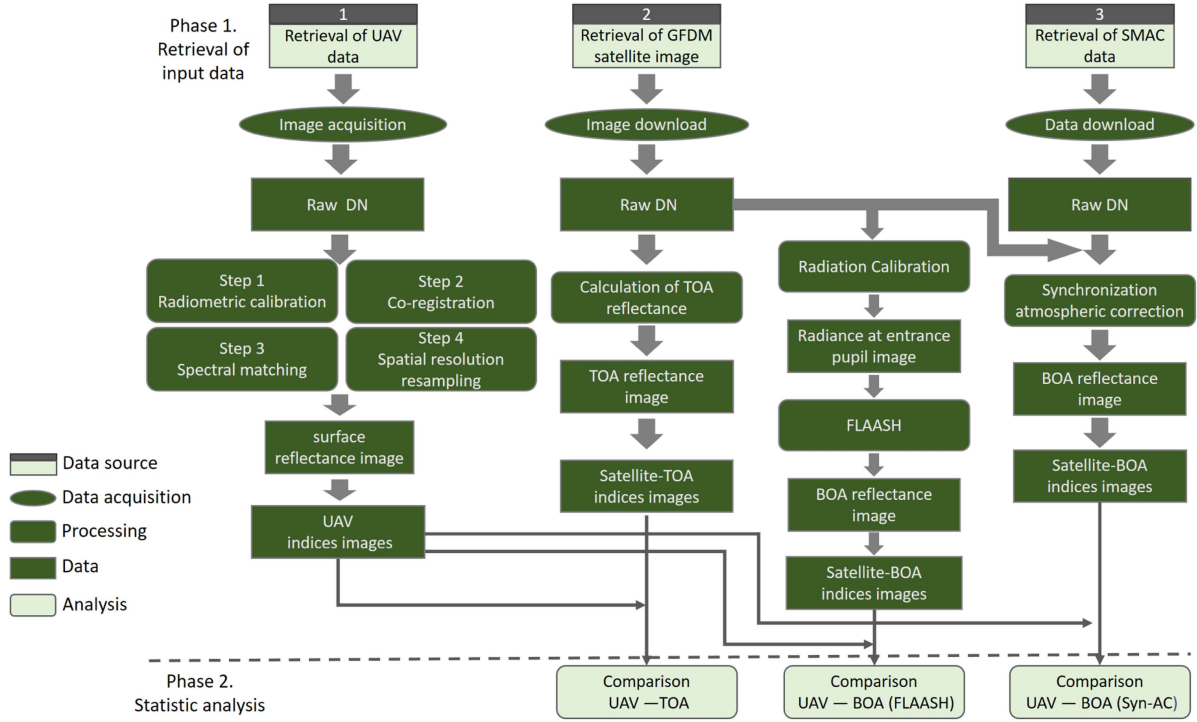 Phase 1.
Retrieval of
input data
1
Retrieval of UAV
data
2
Retrieval of GFDM
satellite image
3
Retrieval of SMAC
data
Image acquisition
Image download
Data download
Raw DN
Raw DN
Raw DN
Step 1
Radiometric calibration
Step 2
Co-registration
Step 3
Spectral matching
Step 4
Spatial resolution
resampling
Calculation of TOA
reflectance
Radiation Calibration
Synchronization
atmospheric correction
Radiance at entrance
pupil image
TOA reflectance
image
BOA reflectance
image
FLAASH
surface
reflectance image
Satellite-TOA
indices images
BOA reflectance
image
Satellite-BOA
indices images
UAV
indices images
Satellite-BOA
indices images
Data source
Data acquisition
Processing
Data
Analysis
Phase 2.
Statistic analysis
Comparison
UAV —TOA
Comparison
UAV — BOA (FLAASH)
Comparison
UAV — BOA (Syn-AC)